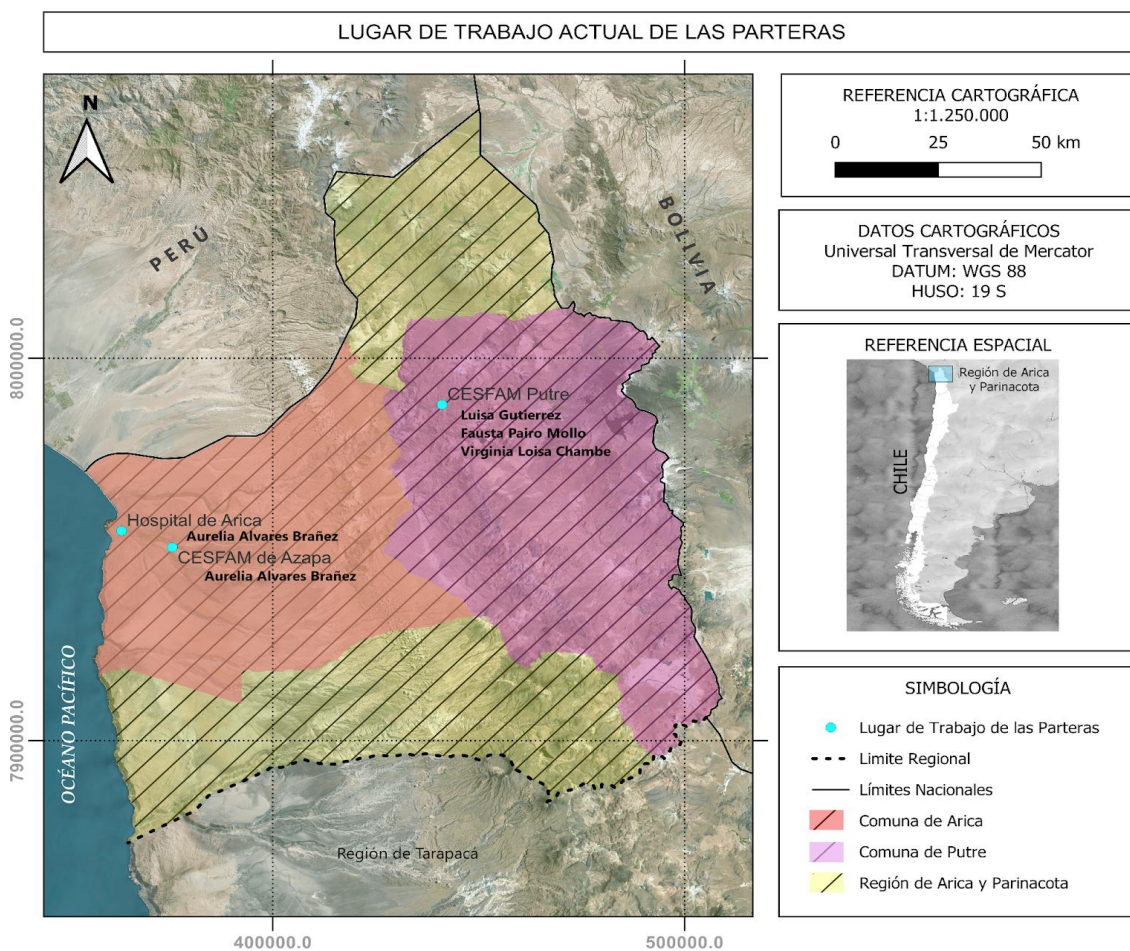 LUGAR DE TRABAJO ACTUAL DE LAS PARTERAS
N
PERÚ
BOLIVIA
CESFAM Putre
Luisa Gutierrez
Fausta Pairo Mollo
Virginia Loisa Chambe
Hospital de Arica
Aurelia Alvares Brañez
CESFAM de Azapa
Aurelia Alvares Brañez
OCÉANO PACÍFICO
Región de Tarapacá
8000000.0
7900000.0
400000.0
500000.0
REFERENCIA CARTOGRÁFICA
1:1.250.000
0 25 50 km
DATOS CARTOGRÁFICOS
Universal Transversal de Mercator
DATUM: WGS 88
HUSO: 19 S
REFERENCIA ESPACIAL
Región de Arica
y Parinacota
CHILE
SIMBOLOGÍA
Lugar de Trabajo de las Parteras
Limite Regional
Límites Nacionales
Comuna de Arica
Comuna de Putre
Región de Arica y Parinacota